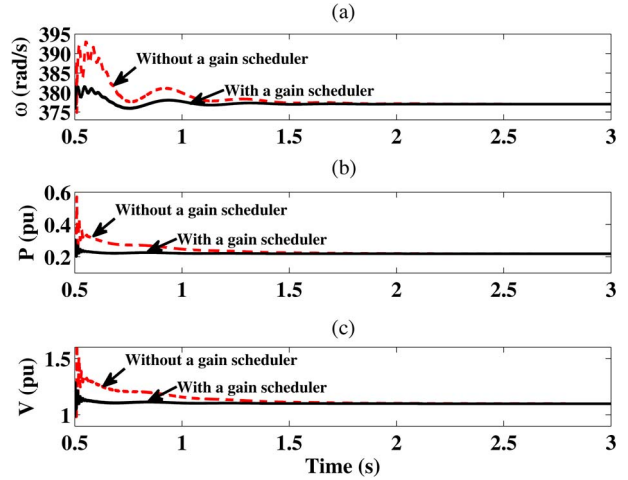 (a)
ω (rad/s)
395
390
385
380
375
Without a gain scheduler
With a gain scheduler
0.5 1 1.5 2 2.5 3
(b)
P (pu)
0.6
0.4
0.2
Without a gain scheduler
With a gain scheduler
0.5 1 1.5 2 2.5 3
(c)
V (pu)
1.5
1
Without a gain scheduler
With a gain scheduler
0.5 1 1.5 2 2.5 3
Time (s)